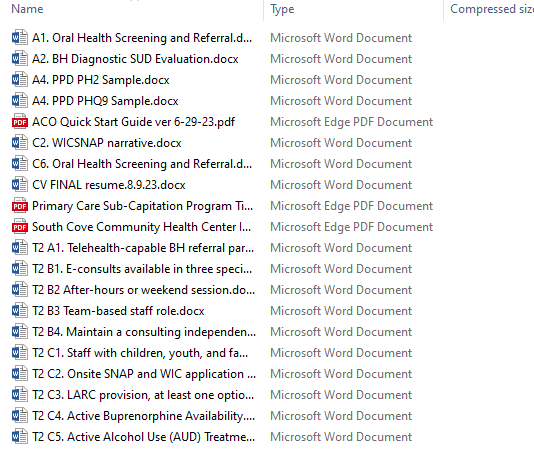 Name Type Compressed size
A1. Oral Health Screening and Referral.d... Microsoft Word Document
A2. BH Diagnostic SUD Evaluation.docx Microsoft Word Document
A4. PPD PH2 Sample.docx Microsoft Word Document
A4. PPD PHQ9 Sample.docx Microsoft Word Document
PDF ACO Quick Start Guide ver 6-29-23.pdf Microsoft Edge PDF Document
C2. WICSNAP narrative.docx Microsoft Word Document
C6. Oral Health Screening and Referral.d... Microsoft Word Document
CV FINAL resume.8.9.23.docx Microsoft Word Document
PDF Primary Care Sub-Capitation Program Ti... Microsoft Edge PDF Document
PDF South Cove Community Health Center I... Microsoft Edge PDF Document
T2 A1. Telehealth-capable BH referral par... Microsoft Word Document
T2 B1. E-consults available in three speci... Microsoft Word Document
T2 B2 After-hours or weekend session.do... Microsoft Word Document
T2 B3 Team-based staff role.docx Microsoft Word Document
T2 B4. Maintain a consulting independen... Microsoft Word Document
T2 C1. Staff with children, youth, and fa... Microsoft Word Document
T2 C2. Onsite SNAP and WIC application ... Microsoft Word Document
T2 C3. LARC provision, at least one optio... Microsoft Word Document
T2 C4. Active Buprenorphine Availability.... Microsoft Word Document
T2 C5. Active Alcohol Use (AUD) Treatme... Microsoft Word Document